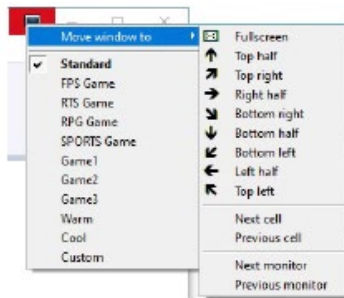 Move window to
Standard
FPS Game
RTS Game
RPG Game
SPORTS Game
Game1
Game2
Game3
Warm
Cool
Custom
Fullscreen
Top half
Top right
Right half
Bottom right
Bottom half
Bottom left
Left half
Top left
Next cell
Previous cell
Next monitor
Previous monitor